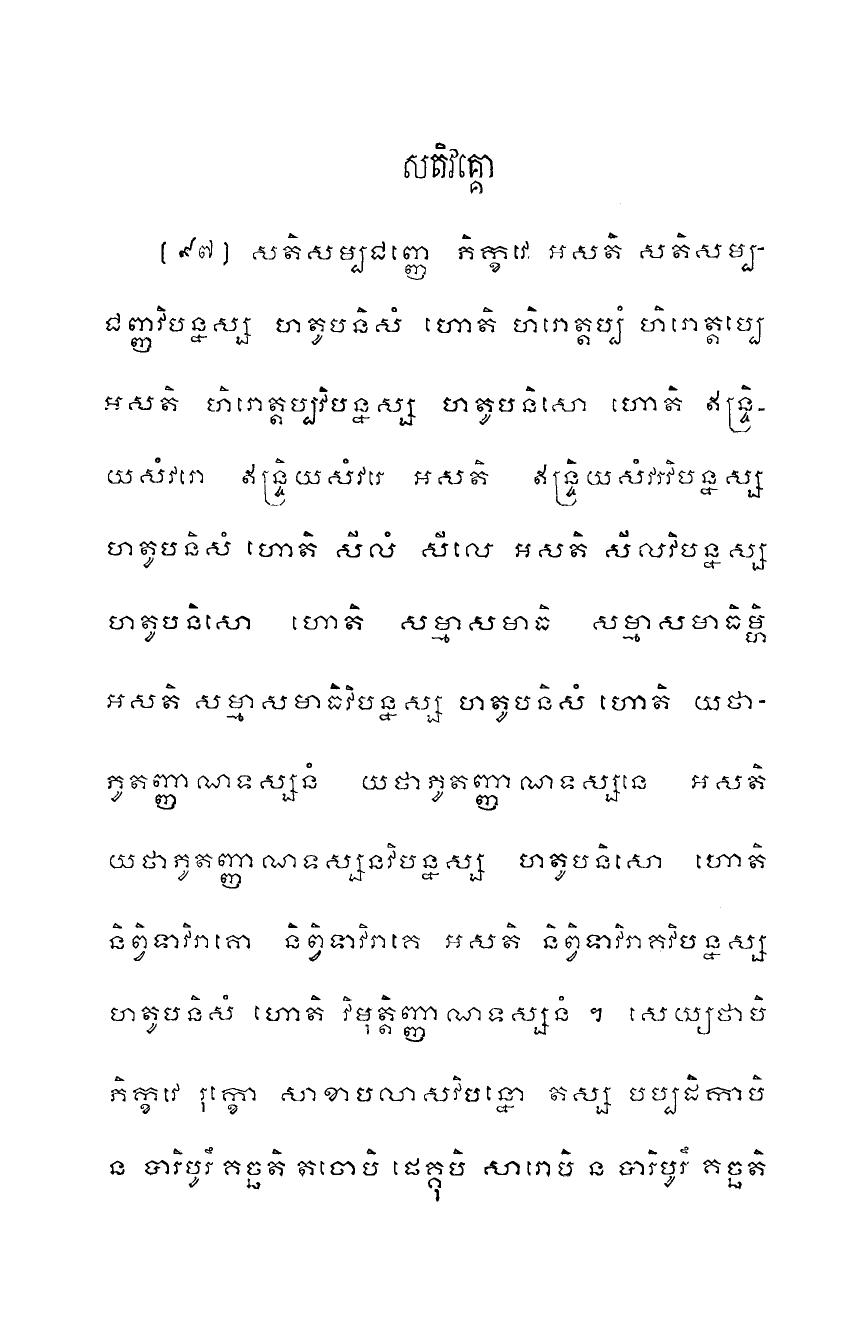 សតិវគ្គោ
[៩៧] សតិសម្បជញ្ញេ ភិក្ខវេ អសតិ សតិសម្ប-
ជញ្ញវិបន្នស្ស ហតូបនិសំ ហោតិ ហិរោត្តប្បំ ហិរោត្តប្បេ
អសតិ ហិរោត្តប្បវិបន្នស្ស ហតូបនិសោ ហោតិ ឥន្ទ្រិ-
យសំវរោ ឥន្ទ្រិយសំវរេ អសតិ ឥន្ទ្រិយសំវរវិបន្នស្ស
ហតូបនិសំ ហោតិ សីលំ សីលេ អសតិ សីលវិបន្នស្ស
ហតូបនិសោ ហោតិ សម្មាសមាធិ សម្មាសមាធិម្ហិ
អសតិ សម្មាសមាធិវិបន្នស្ស ហតូបនិសំ ហោតិ យថា-
ភូតញ្ញាណទស្សនំ យថាភូតញ្ញាណទស្សនេ អសតិ
យថាភូតញ្ញាណទស្សនវិបន្នស្ស ហតូបនិសោ ហោតិ
និព្វិទាវិរាគោ និព្វិទាវិរាគេ អសតិ និព្វិទាវិរាគវិបន្នស្ស
ហតូបនិសំ ហោតិ វិមុត្តិញ្ញាណទស្សនំ ។ សេយ្យថាបិ
ភិក្ខវេ រុក្ខោ សាខាបលាសវិបន្នោ តស្ស បប្បដិកាបិ
ន បារិបូរឹ គច្ឆតិ តចោបិ ផេគ្គុបិ សារោបិ ន បារិបូរឹ គច្ឆតិ